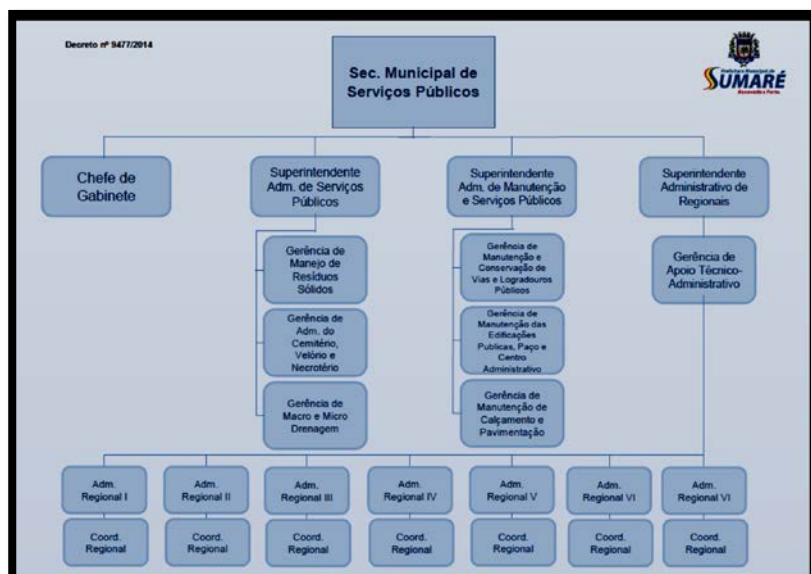 Decreto nº 9477/2014
Prefeitura Municipal de
SUMARÉ
Sec. Municipal de
Serviços Públicos
Chefe de
Gabinete
Superintendente
Adm. de Serviços
Públicos
Superintendente
Adm. de Manutenção
e Serviços Públicos
Superintendente
Administrativo de
Regionais
Gerência de
Manejo de
Resíduos
Sólidos
Gerência de
Manutenção e
Conservação de
Vias e Logradouros
Públicos
Gerência de
Apoio Técnico-
Administrativo
Gerência de
Adm. do
Cemitério,
Velório e
Necrotério
Gerência de
Manutenção das
Edificações
Publicas, Paço e
Centro
Administrativo
Gerência de
Macro e Micro
Drenagem
Gerência de
Manutenção de
Calçamento e
Pavimentação
Adm.
Regional I
Adm.
Regional II
Adm.
Regional III
Adm.
Regional IV
Adm.
Regional V
Adm.
Regional VI
Adm.
Regional VI
Coord.
Regional
Coord.
Regional
Coord.
Regional
Coord.
Regional
Coord.
Regional
Coord.
Regional
Coord.
Regional